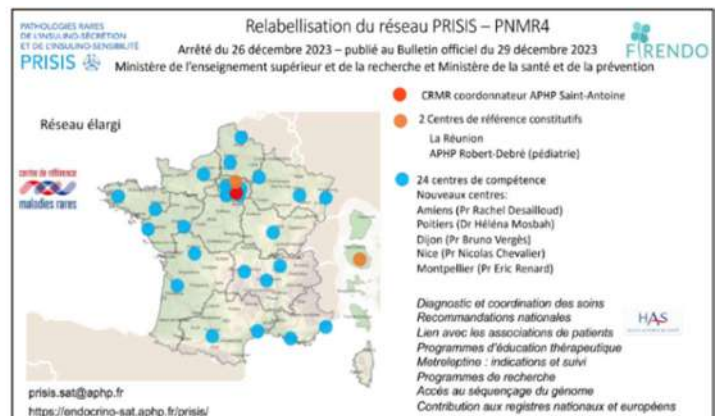 PATHOLOGIES RARES
DE L'INSULINO-SÉCRÉTION
ET DE L'INSULINO-SENSIBILITÉ
PRISIS
Relabellisation du réseau PRISIS – PNMR4
Arrêté du 26 décembre 2023 – publié au Bulletin officiel du 29 décembre 2023
Ministère de l'enseignement supérieur et de la recherche et Ministère de la santé et de la prévention
FIRENDO
Réseau élargi
centre de référence
maladies rares
CRMR coordonnateur APHP Saint-Antoine
2 Centres de référence constitutifs
La Réunion
APHP Robert-Debré (pédiatrie)
24 centres de compétence
Nouveaux centres:
Amiens (Pr Rachel Desailloud)
Poitiers (Dr Héléna Mosbah)
Dijon (Pr Bruno Vergès)
Nice (Pr Nicolas Chevalier)
Montpellier (Pr Eric Renard)
Diagnostic et coordination des soins
Recommandations nationales
Lien avec les associations de patients
Programmes d'éducation thérapeutique
Metreleptine : indications et suivi
Programmes de recherche
Accès au séquençage du génome
Contribution aux registres nationaux et européens
HAS
prisis.sat@aphp.fr
https://endocrino-sat.aphp.fr/prisis/